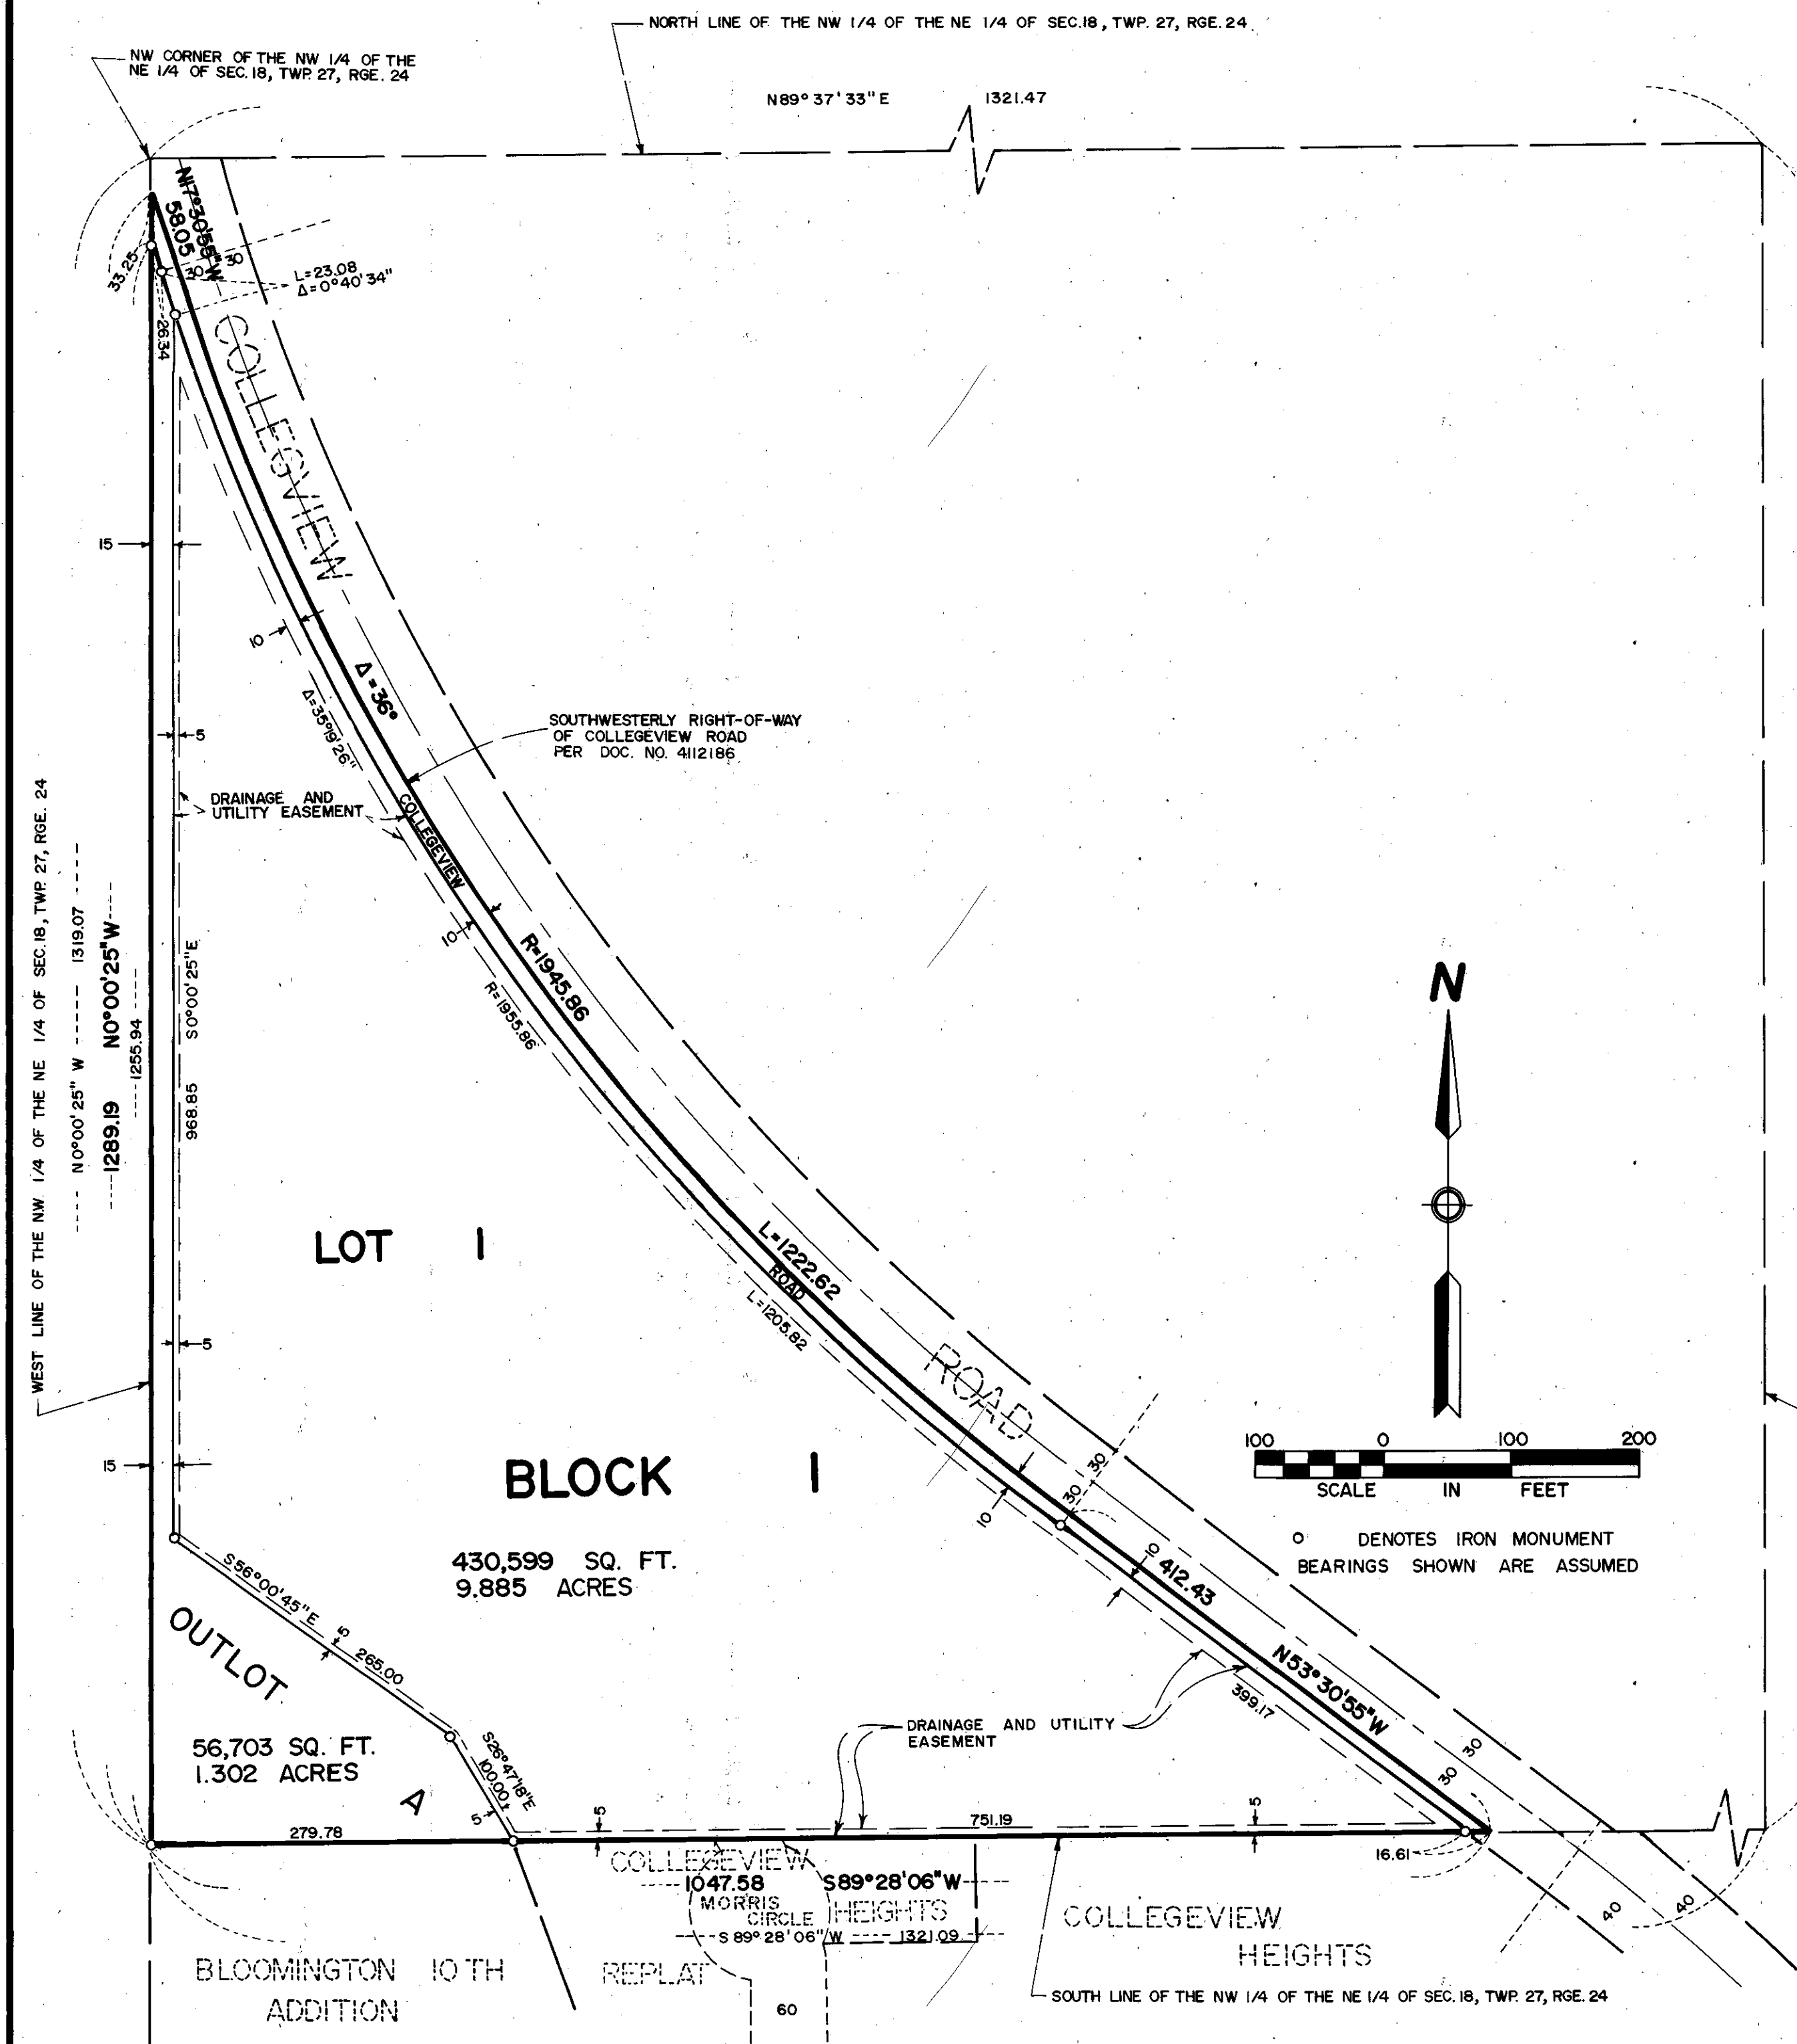 NORTH LINE OF THE NW 1/4 OF THE NE 1/4 OF SEC.18, TWP. 27, RGE. 24
NW CORNER OF THE NW 1/4 OF THE
NE 1/4 OF SEC. 18, TWP. 27, RGE. 24
N89°37'33"E 1321.47
N17°30'55"W
58.05
30 30
33.25
L=23.08
Δ=0°40'34"
26.34
COLLEGEVIEW
15
10
Δ=36°
Δ=35°19'26"
SOUTHWESTERLY RIGHT-OF-WAY
OF COLLEGEVIEW ROAD
PER DOC. NO. 4112186
5
DRAINAGE AND
UTILITY EASEMENT
COLLEGEVIEW
10
WEST LINE OF THE NW 1/4 OF THE NE 1/4 OF SEC.18, TWP. 27, RGE. 24
N0°00'25" W 1319.07
1289.19 N0°00'25"W
1255.94
968.85 S0°00'25"E
R=1945.86
R=1955.86
N
LOT 1
L=1222.62
ROAD
L=1205.82
5
ROAD
15
BLOCK 1
30
30
10
100 0 100 200
SCALE IN FEET
O DENOTES IRON MONUMENT
BEARINGS SHOWN ARE ASSUMED
430,599 SQ. FT.
9.885 ACRES
10
412.43
N53°30'55"W
399.17
S56°00'45"E
5
265.00
OUTLOT
A
56,703 SQ. FT.
1.302 ACRES
S26°47'18"E
100.00
5
DRAINAGE AND UTILITY
EASEMENT
30
30
279.78
5
751.19
5
16.61
COLLEGEVIEW
1047.58 S89°28'06"W
MORRIS
CIRCLE
HEIGHTS
S 89°28'06" W 1321.09
COLLEGEVIEW
HEIGHTS
40
40
BLOOMINGTON 10TH
ADDITION
REPLAT
60
SOUTH LINE OF THE NW 1/4 OF THE NE 1/4 OF SEC. 18, TWP. 27, RGE. 24